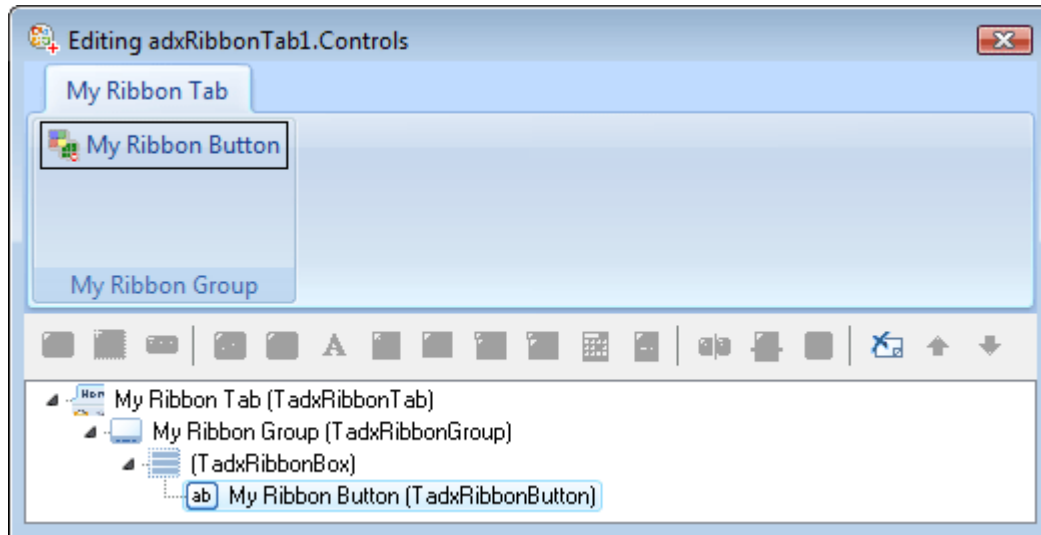 Editing adxRibbonTab1.Controls
My Ribbon Tab
My Ribbon Button
My Ribbon Group
A
My Ribbon Tab (TadxRibbonTab)
My Ribbon Group (TadxRibbonGroup)
(TadxRibbonBox)
ab My Ribbon Button (TadxRibbonButton)